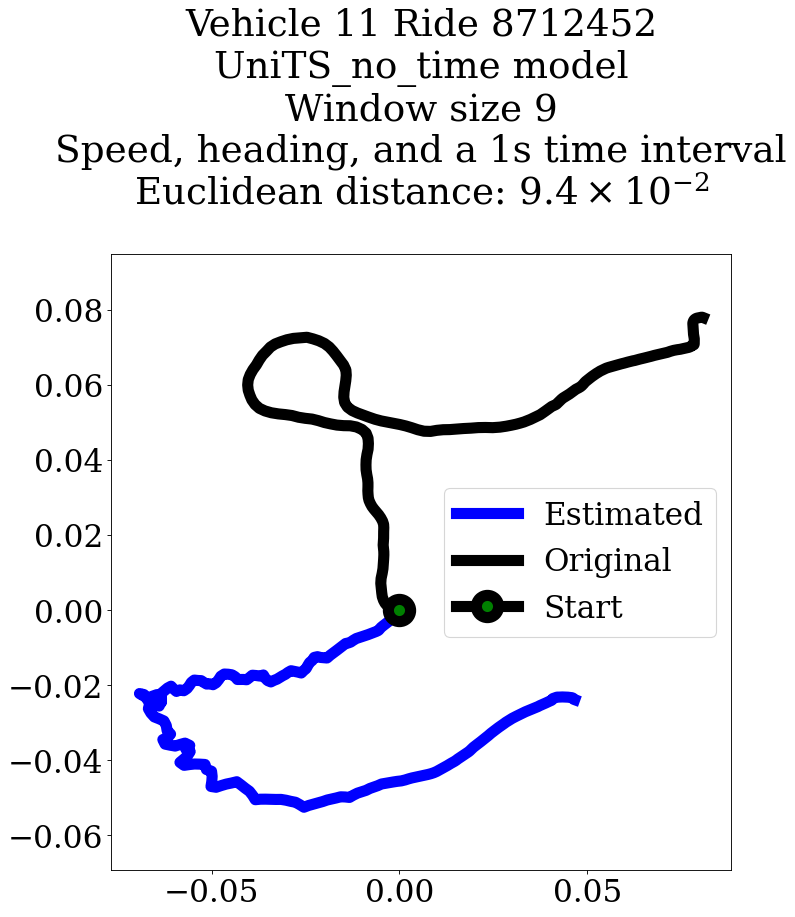 Vehicle 11 Ride 8712452
UniTS_no_time model
Window size 9
Speed, heading, and a 1s time interval
Euclidean distance: 9.4 × 10⁻²
0.08
0.06
0.04
0.02
0.00
−0.02
−0.04
−0.06
Estimated
Original
Start
−0.05
0.00
0.05